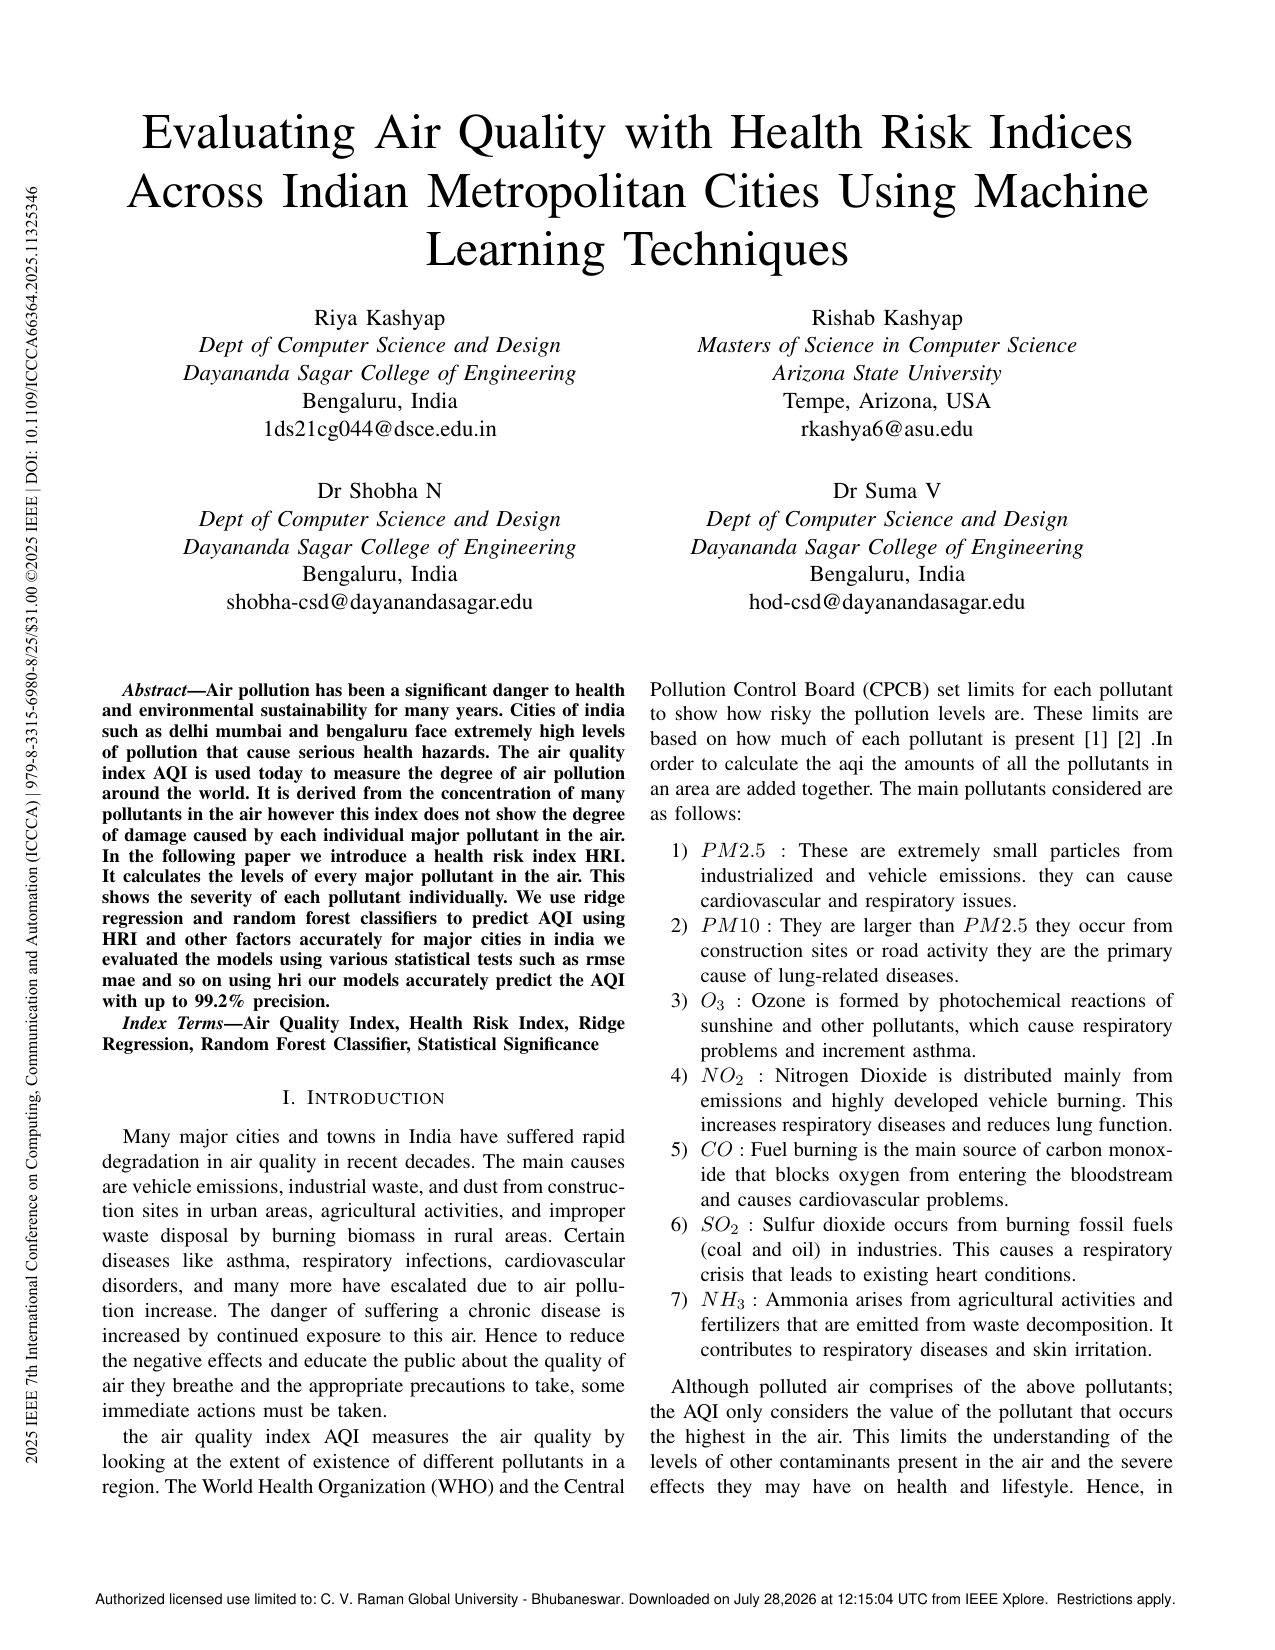 Evaluating Air Quality with Health Risk Indices
Across Indian Metropolitan Cities Using Machine
Learning Techniques
Riya Kashyap
Dept of Computer Science and Design
Dayananda Sagar College of Engineering
Bengaluru, India
1ds21cg044@dsce.edu.in
Rishab Kashyap
Masters of Science in Computer Science
Arizona State University
Tempe, Arizona, USA
rkashya6@asu.edu
Dr Shobha N
Dept of Computer Science and Design
Dayananda Sagar College of Engineering
Bengaluru, India
shobha-csd@dayanandasagar.edu
Dr Suma V
Dept of Computer Science and Design
Dayananda Sagar College of Engineering
Bengaluru, India
hod-csd@dayanandasagar.edu
Abstract—Air pollution has been a significant danger to health
and environmental sustainability for many years. Cities of india
such as delhi mumbai and bengaluru face extremely high levels
of pollution that cause serious health hazards. The air quality
index AQI is used today to measure the degree of air pollution
around the world. It is derived from the concentration of many
pollutants in the air however this index does not show the degree
of damage caused by each individual major pollutant in the air.
In the following paper we introduce a health risk index HRI.
It calculates the levels of every major pollutant in the air. This
shows the severity of each pollutant individually. We use ridge
regression and random forest classifiers to predict AQI using
HRI and other factors accurately for major cities in india we
evaluated the models using various statistical tests such as rmse
mae and so on using hri our models accurately predict the AQI
with up to 99.2% precision.
Index Terms—Air Quality Index, Health Risk Index, Ridge
Regression, Random Forest Classifier, Statistical Significance
I. INTRODUCTION
Many major cities and towns in India have suffered rapid
degradation in air quality in recent decades. The main causes
are vehicle emissions, industrial waste, and dust from construc-
tion sites in urban areas, agricultural activities, and improper
waste disposal by burning biomass in rural areas. Certain
diseases like asthma, respiratory infections, cardiovascular
disorders, and many more have escalated due to air pollu-
tion increase. The danger of suffering a chronic disease is
increased by continued exposure to this air. Hence to reduce
the negative effects and educate the public about the quality of
air they breathe and the appropriate precautions to take, some
immediate actions must be taken.
the air quality index AQI measures the air quality by
looking at the extent of existence of different pollutants in a
region. The World Health Organization (WHO) and the Central
Pollution Control Board (CPCB) set limits for each pollutant
to show how risky the pollution levels are. These limits are
based on how much of each pollutant is present [1] [2] .In
order to calculate the aqi the amounts of all the pollutants in
an area are added together. The main pollutants considered are
as follows:
1) PM2.5 : These are extremely small particles from
industrialized and vehicle emissions. they can cause
cardiovascular and respiratory issues.
2) PM10 : They are larger than PM2.5 they occur from
construction sites or road activity they are the primary
cause of lung-related diseases.
3) O₃ : Ozone is formed by photochemical reactions of
sunshine and other pollutants, which cause respiratory
problems and increment asthma.
4) NO₂ : Nitrogen Dioxide is distributed mainly from
emissions and highly developed vehicle burning. This
increases respiratory diseases and reduces lung function.
5) CO : Fuel burning is the main source of carbon monox-
ide that blocks oxygen from entering the bloodstream
and causes cardiovascular problems.
6) SO₂ : Sulfur dioxide occurs from burning fossil fuels
(coal and oil) in industries. This causes a respiratory
crisis that leads to existing heart conditions.
7) NH₃ : Ammonia arises from agricultural activities and
fertilizers that are emitted from waste decomposition. It
contributes to respiratory diseases and skin irritation.
Although polluted air comprises of the above pollutants;
the AQI only considers the value of the pollutant that occurs
the highest in the air. This limits the understanding of the
levels of other contaminants present in the air and the severe
effects they may have on health and lifestyle. Hence, in
2025 IEEE 7th International Conference on Computing, Communication and Automation (ICCCA) | 979-8-3315-6980-8/25/$31.00 ©2025 IEEE | DOI: 10.1109/ICCCA66364.2025.11325346
Authorized licensed use limited to: C. V. Raman Global University - Bhubaneswar. Downloaded on July 28,2026 at 12:15:04 UTC from IEEE Xplore. Restrictions apply.